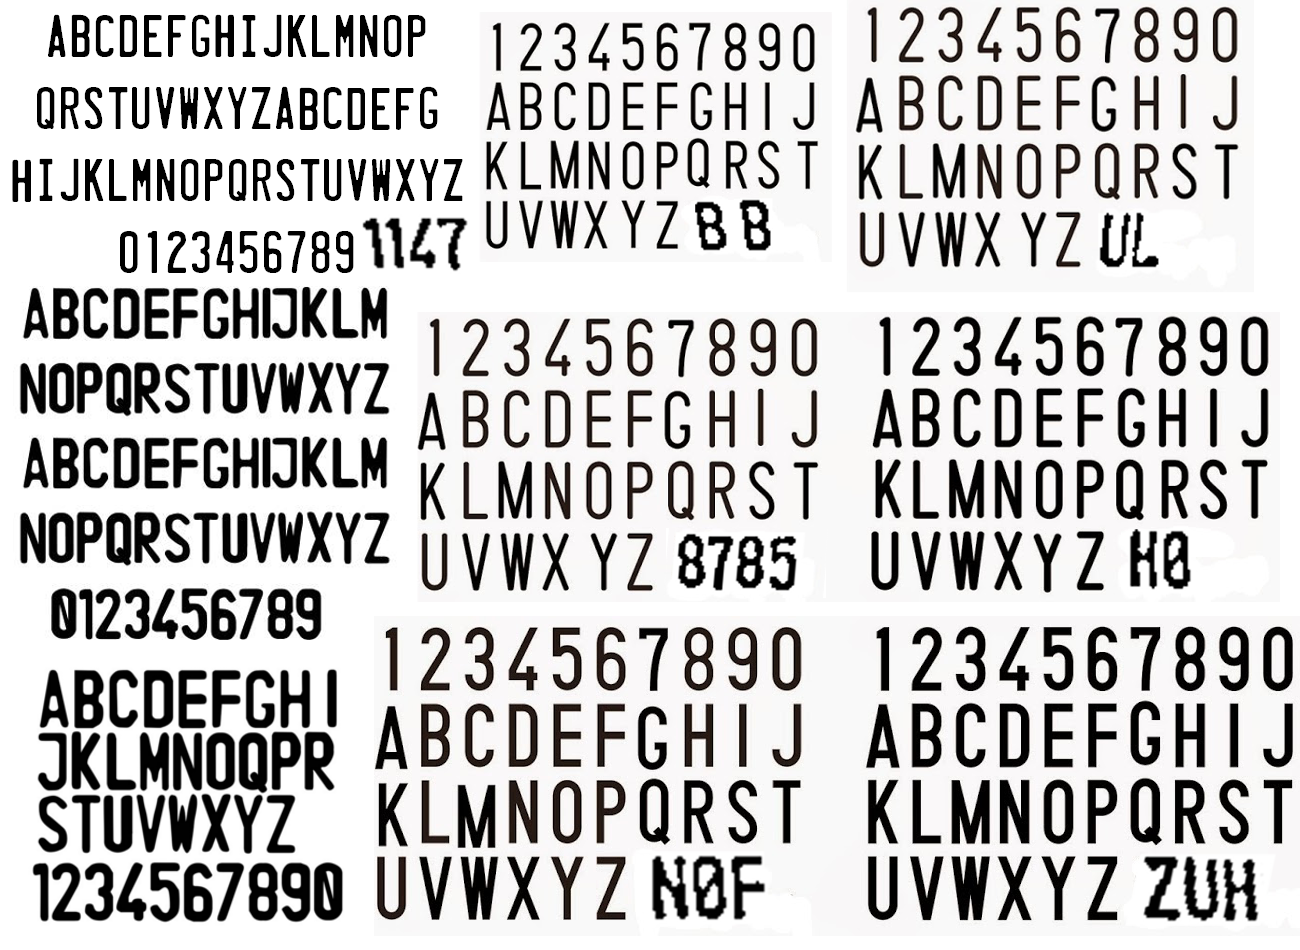 ABCDEFGHIJKLMNOP
QRSTUVWXYZABCDEFG
HIJKLMNOPQRSTUVWXYZ
0123456789 1147
1234567890
ABCDEFGHIJ
KLMNOPQRST
UVWXYZ BB
1234567890
ABCDEFGHIJ
KLMNOPQRST
UVWXYZ UL
ABCDEFGHIJKLM
NOPQRSTUVWXYZ
ABCDEFGHIJKLM
NOPQRSTUVWXYZ
0123456789
1234567890
ABCDEFGHIJ
KLMNOPQRST
UVWXYZ 8785
1234567890
ABCDEFGHIJ
KLMNOPQRST
UVWXYZ H0
ABCDEFGHI
JKLMNOQPR
STUVWXYZ
1234567890
1234567890
ABCDEFGHIJ
KLMNOPQRST
UVWXYZ N0F
1234567890
ABCDEFGHIJ
KLMNOPQRST
UVWXYZ ZUH